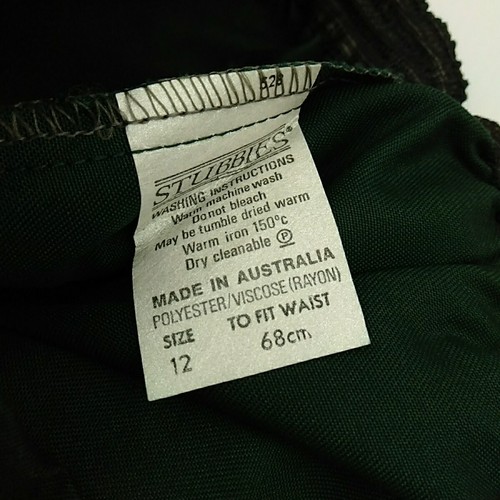 526
STUBBIES®
WASHING INSTRUCTIONS
Warm machine wash
Do not bleach
May be tumble dried warm
Warm iron 150°c
Dry cleanable Ⓟ
MADE IN AUSTRALIA
POLYESTER/VISCOSE(RAYON)
SIZE TO FIT WAIST
12 68cm